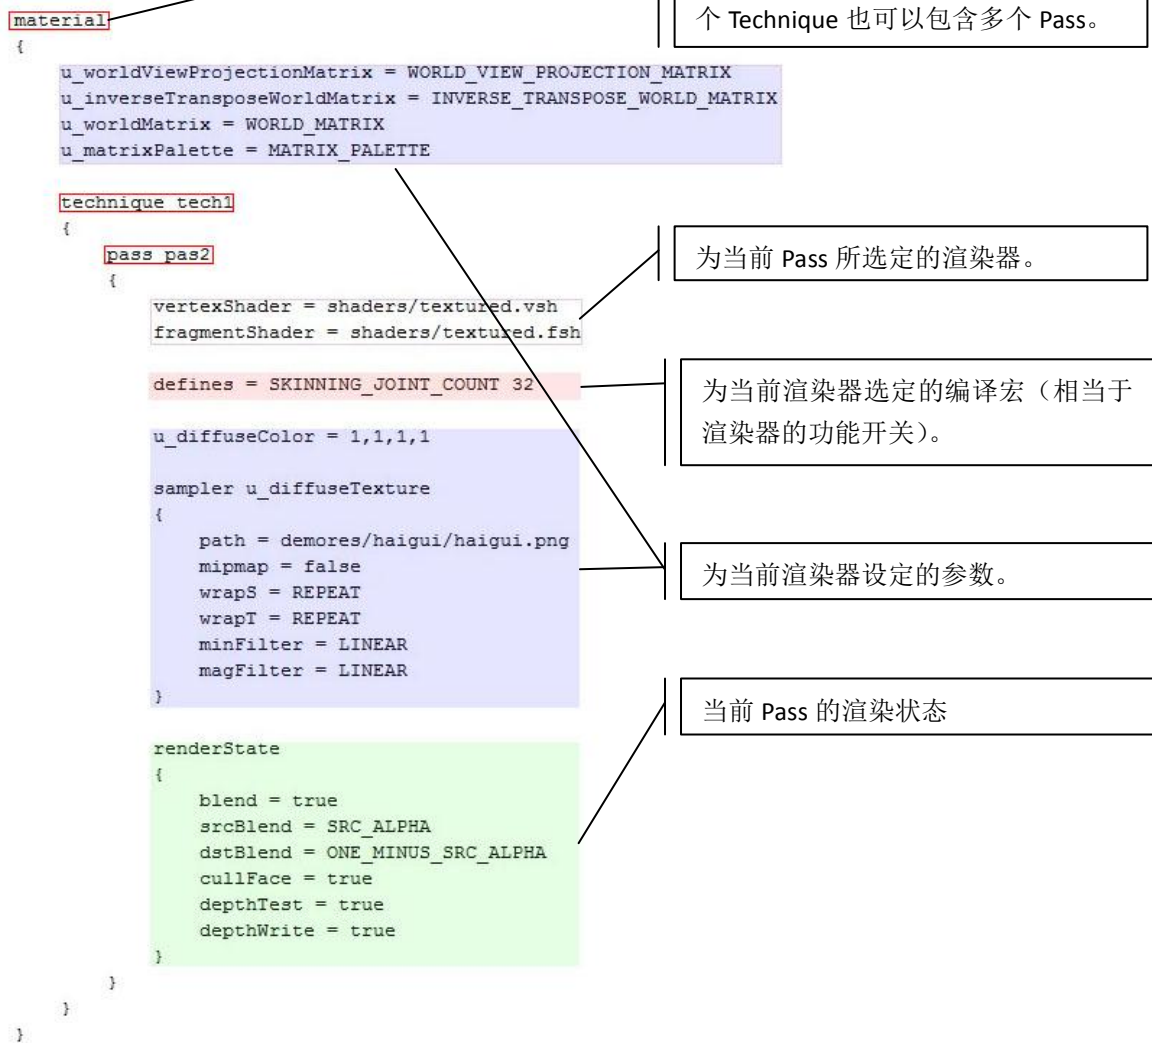 个 Technique 也可以包含多个 Pass。
material
{
u_worldViewProjectionMatrix = WORLD_VIEW_PROJECTION_MATRIX
u_inverseTransposeWorldMatrix = INVERSE_TRANSPOSE_WORLD_MATRIX
u_worldMatrix = WORLD_MATRIX
u_matrixPalette = MATRIX_PALETTE
technique tech1
{
pass pas2
{
为当前 Pass 所选定的渲染器。
vertexShader = shaders/textured.vsh
fragmentShader = shaders/textured.fsh
defines = SKINNING_JOINT_COUNT 32
为当前渲染器选定的编译宏（相当于
渲染器的功能开关）。
u_diffuseColor = 1,1,1,1
sampler u_diffuseTexture
{
path = demores/haigui/haigui.png
mipmap = false
wrapS = REPEAT
wrapT = REPEAT
minFilter = LINEAR
magFilter = LINEAR
}
为当前渲染器设定的参数。
当前 Pass 的渲染状态
renderState
{
blend = true
srcBlend = SRC_ALPHA
dstBlend = ONE_MINUS_SRC_ALPHA
cullFace = true
depthTest = true
depthWrite = true
}
}
}
}